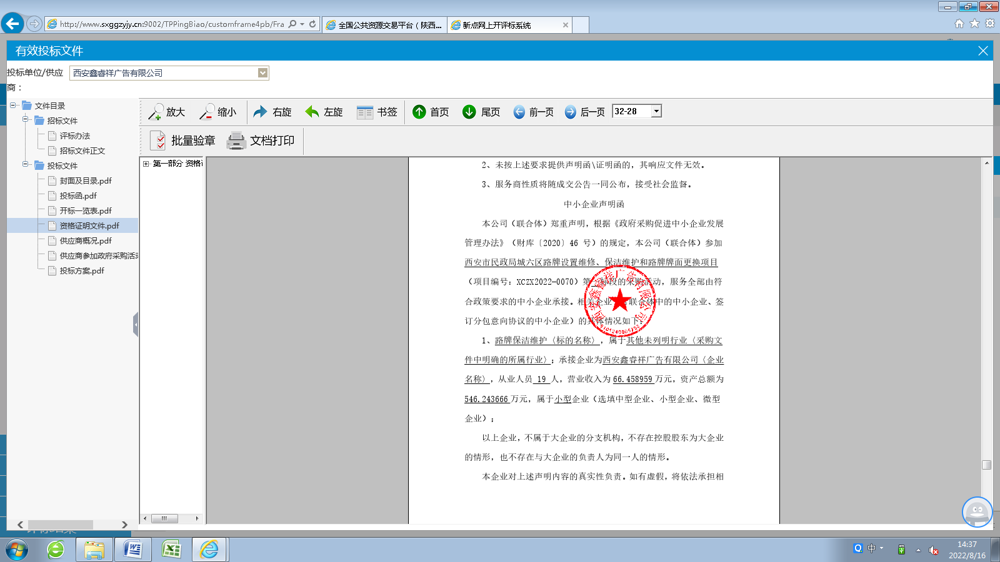 http://www.sxggzyjy.cn:9002/TPPingBiao/customframe4pb/Fra
全国公共资源交易平台（陕西...
新点网上开评标系统
有效投标文件
投标单位/供应商：
西安鑫睿祥广告有限公司
文件目录
招标文件
评标办法
招标文件正文
投标文件
封面及目录.pdf
投标函.pdf
开标一览表.pdf
资格证明文件.pdf
供应商概况.pdf
供应商参加政府采购活动
投标方案.pdf
放大 缩小 右旋 左旋 书签 首页 尾页 前一页 后一页 32-28
批量验章 文档打印
第一部分 资格
2、未按上述要求提供声明函\证明函的，其响应文件无效。
3、服务商性质将随成交公告一同公布，接受社会监督。
中小企业声明函
本公司（联合体）郑重声明，根据《政府采购促进中小企业发展
管理办法》（财库〔2020〕46 号）的规定，本公司（联合体）参加
西安市民政局城六区路牌设置维修、保洁维护和路牌牌面更换项目
（项目编号：XCZX2022—0070）第 标段的采购活动，服务全部由符
合政策要求的中小企业承接。相关企业 联合体中的中小企业、签
订分包意向协议的中小企业）的具体情况如下：
1、路牌保洁维护（标的名称），属于其他未列明行业（采购文
件中明确的所属行业）；承接企业为西安鑫睿祥广告有限公司（企业
名称），从业人员 19 人，营业收入为 66.458959 万元，资产总额为
546.243666 万元，属于小型企业（选填中型企业、小型企业、微型
企业）；
以上企业，不属于大企业的分支机构，不存在控股股东为大企业
的情形，也不存在与大企业的负责人为同一人的情形。
本企业对上述声明内容的真实性负责。如有虚假，将依法承担相
西安鑫睿祥广告有限公司
中
14:37
2022/8/16